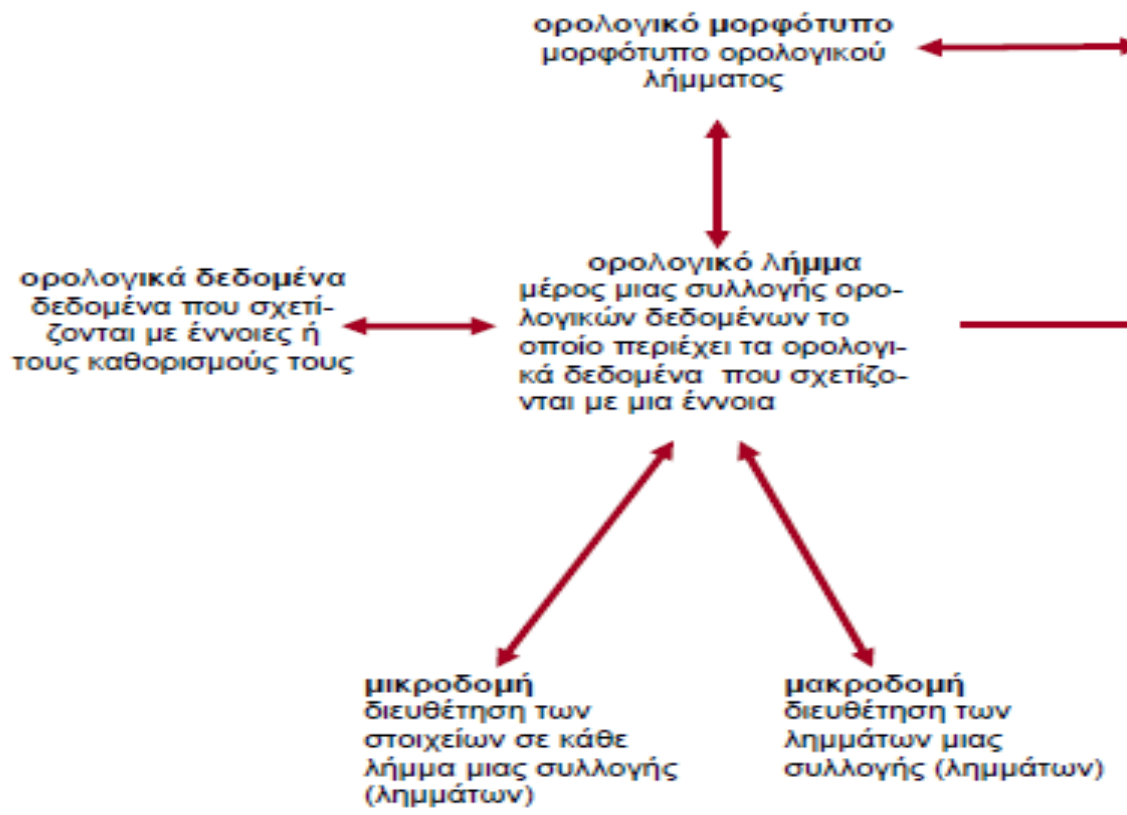 ορολογικό μορφότυπο
μορφότυπο ορολογικού
λήμματος
ορολογικά δεδομένα
δεδομένα που σχετί-
ζονται με έννοιες ή
τους καθορισμούς τους
ορολογικό λήμμα
μέρος μιας συλλογής ορο-
λογικών δεδομένων το
οποίο περιέχει τα ορολογι-
κά δεδομένα που σχετίζο-
νται με μια έννοια
μικροδομή
διευθέτηση των
στοιχείων σε κάθε
λήμμα μιας συλλογής
(λημμάτων)
μακροδομή
διευθέτηση των
λημμάτων μιας
συλλογής (λημμάτων)